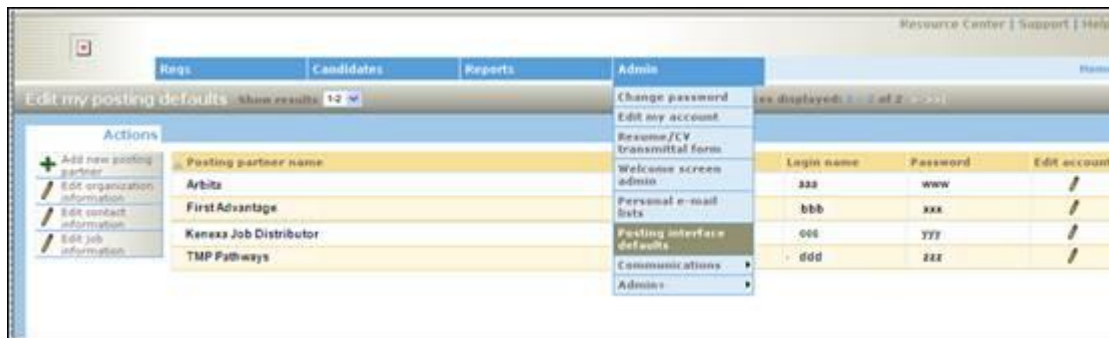 Resource Center | Support | Help
Reqs Candidates Reports Admin Home
Edit my posting defaults Show results 1-2
Change password
Edit my account
Resume/CV
transmittal form
Welcome screen
admin
Personal e-mail
lists
Posting interface
defaults
Communications
Admin+
Actions
Add new posting
partner
Edit organization
information
Edit contact
information
Edit job
information
Posting partner name Login name Password Edit account
Arbita aaa www
First Advantage bbb xxx
Kenexa Job Distributor ccc yyy
TMP Pathways ddd zzz